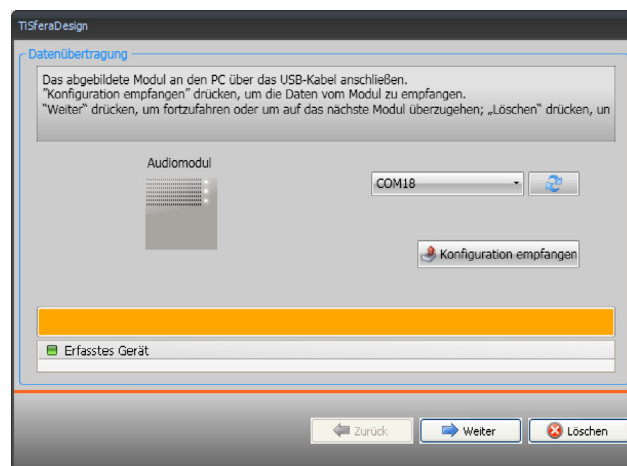 TiSferaDesign
Datenübertragung
Das abgebildete Modul an den PC über das USB-Kabel anschließen.
"Konfiguration empfangen" drücken, um die Daten vom Modul zu empfangen.
"Weiter" drücken, um fortzufahren oder um auf das nächste Modul überzugehen; „Löschen" drücken, un
Audiomodul
COM18
Konfiguration empfangen
Erfasstes Gerät
Zurück
Weiter
Löschen